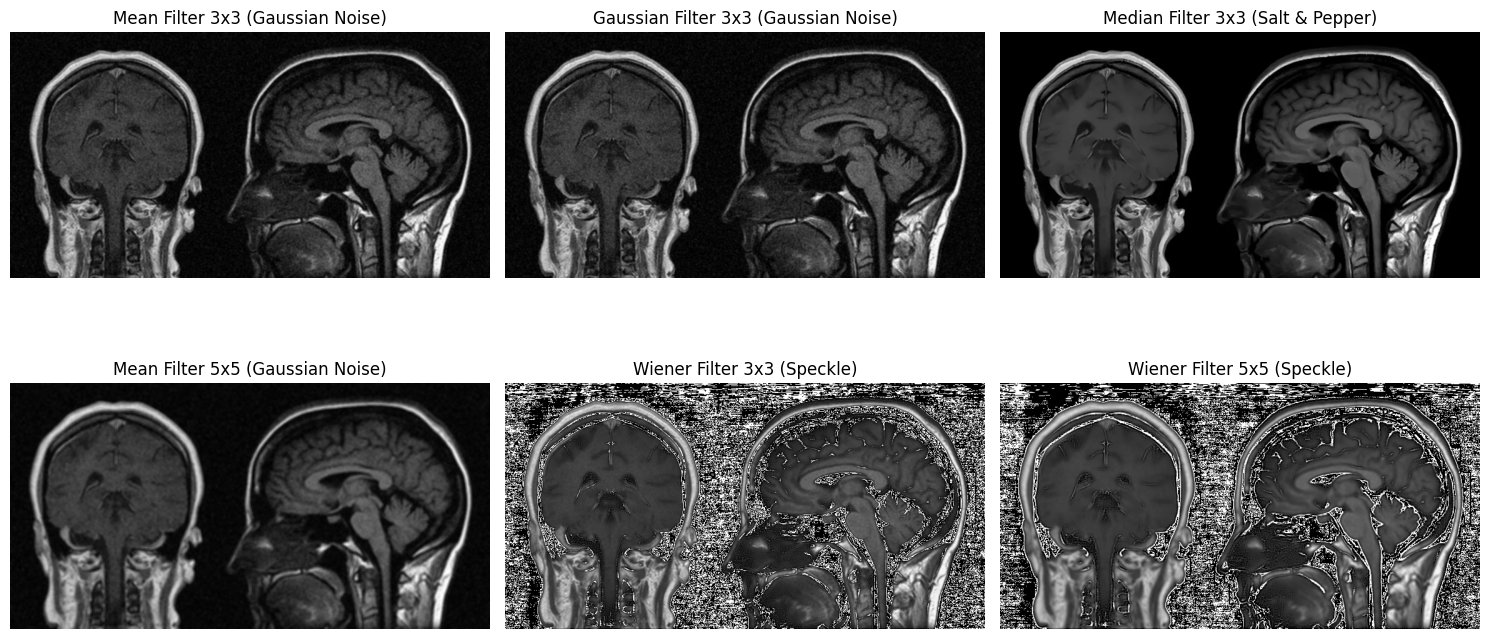 Mean Filter 3x3 (Gaussian Noise)
Gaussian Filter 3x3 (Gaussian Noise)
Median Filter 3x3 (Salt & Pepper)
Mean Filter 5x5 (Gaussian Noise)
Wiener Filter 3x3 (Speckle)
Wiener Filter 5x5 (Speckle)